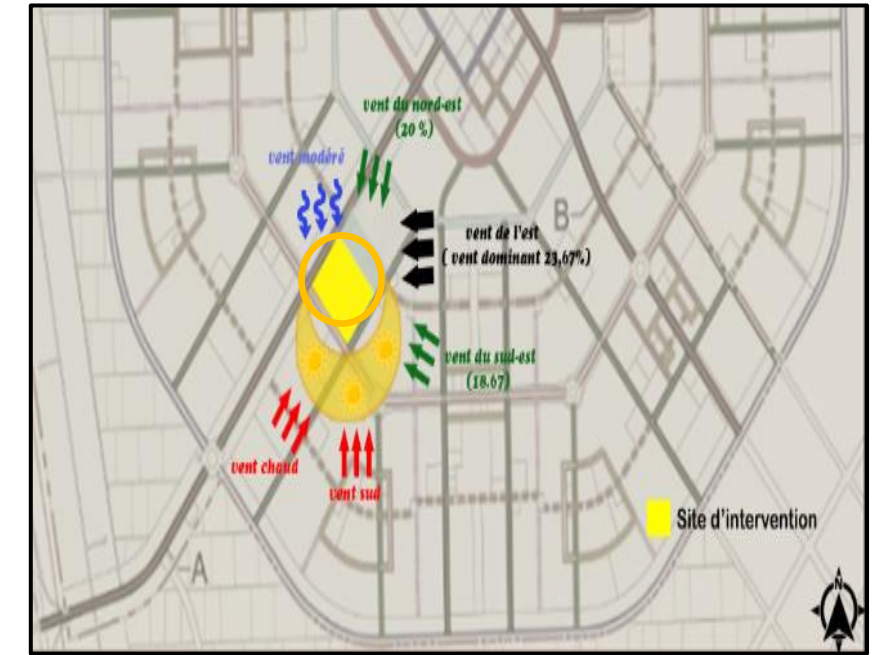 vent du nord-est
(20 %)
vent modéré
B
vent de l'est
( vent dominant 23,67%)
vent du sud-est
(18.67)
vent chaud
vent sud
Site d'intervention
A
N